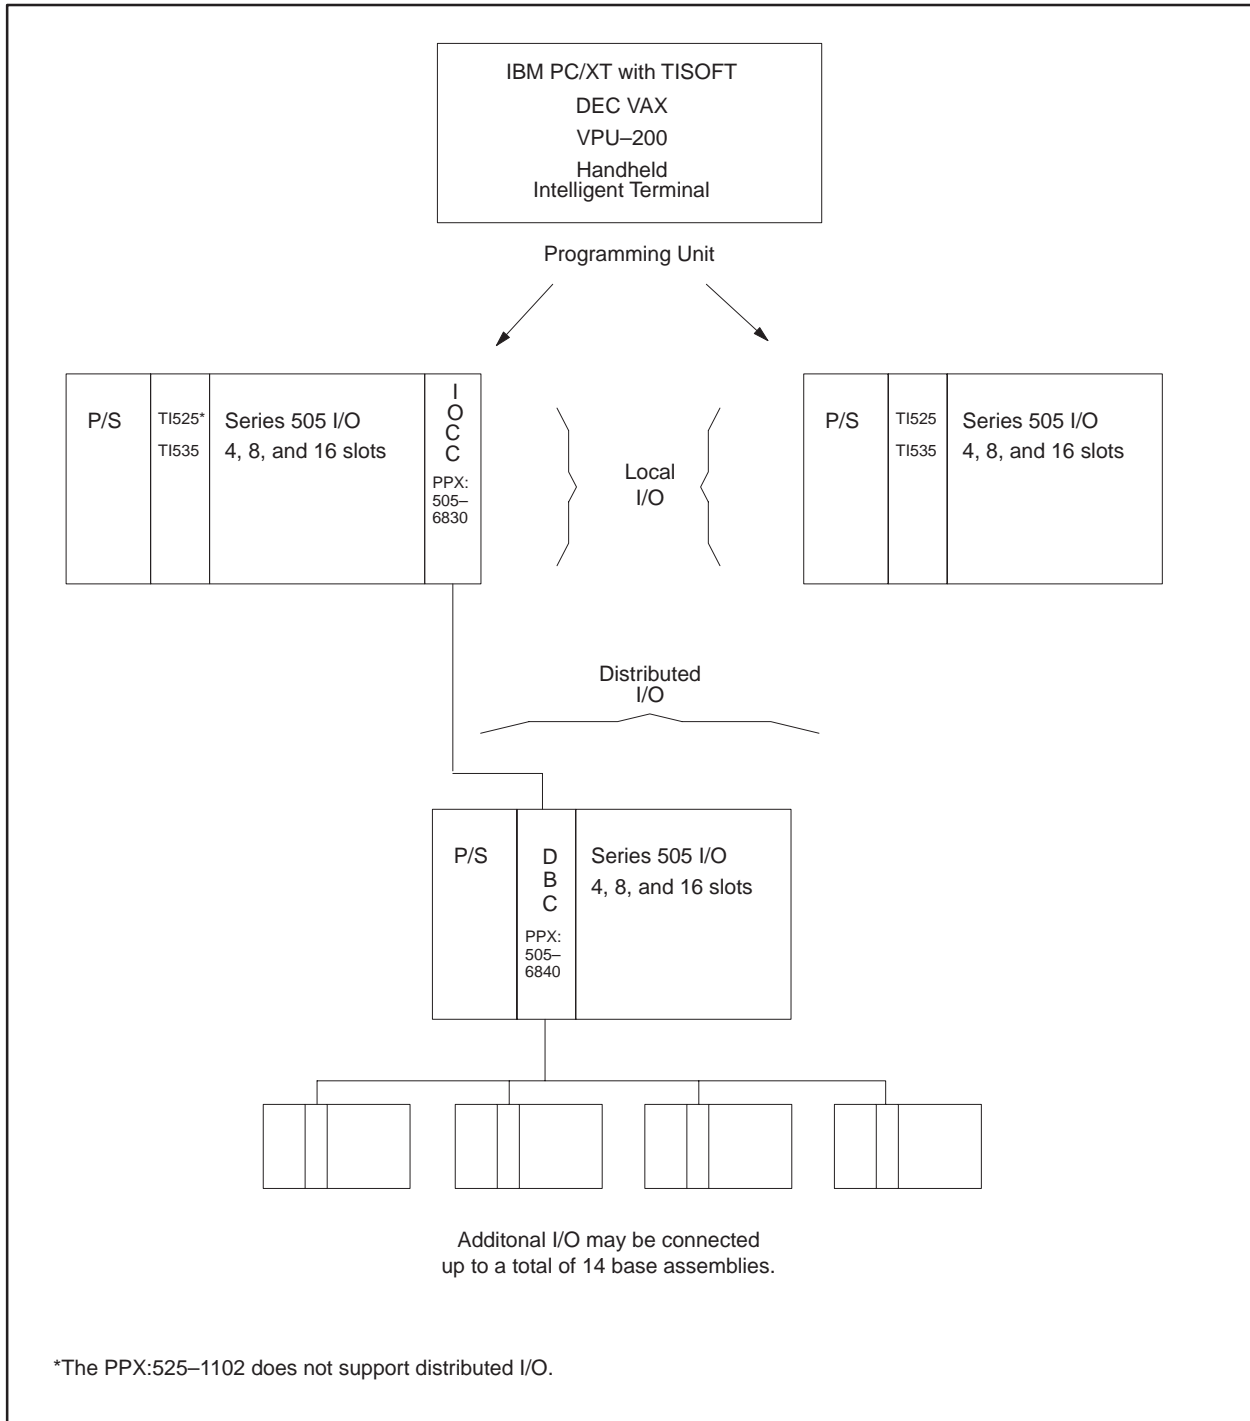 IBM PC/XT with TISOFT
DEC VAX
VPU–200
Handheld
Intelligent Terminal
Programming Unit
P/S
TI525*
TI535
Series 505 I/O
4, 8, and 16 slots
I
O
C
C
PPX:
505–
6830
Local
I/O
P/S
TI525
TI535
Series 505 I/O
4, 8, and 16 slots
Distributed
I/O
P/S
D
B
C
PPX:
505–
6840
Series 505 I/O
4, 8, and 16 slots
Additonal I/O may be connected
up to a total of 14 base assemblies.
*The PPX:525–1102 does not support distributed I/O.